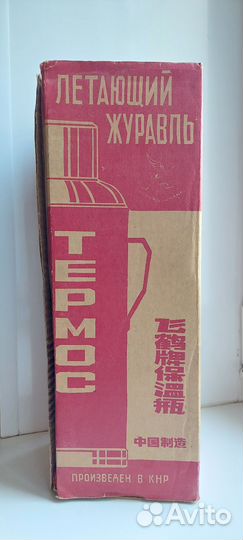 ЛЕТАЮЩИЙ
ЖУРАВЛЬ
ТЕРМОС
飞鹤牌保温瓶
中国制造
ПРОИЗВЕДЕН В КНР
Avito